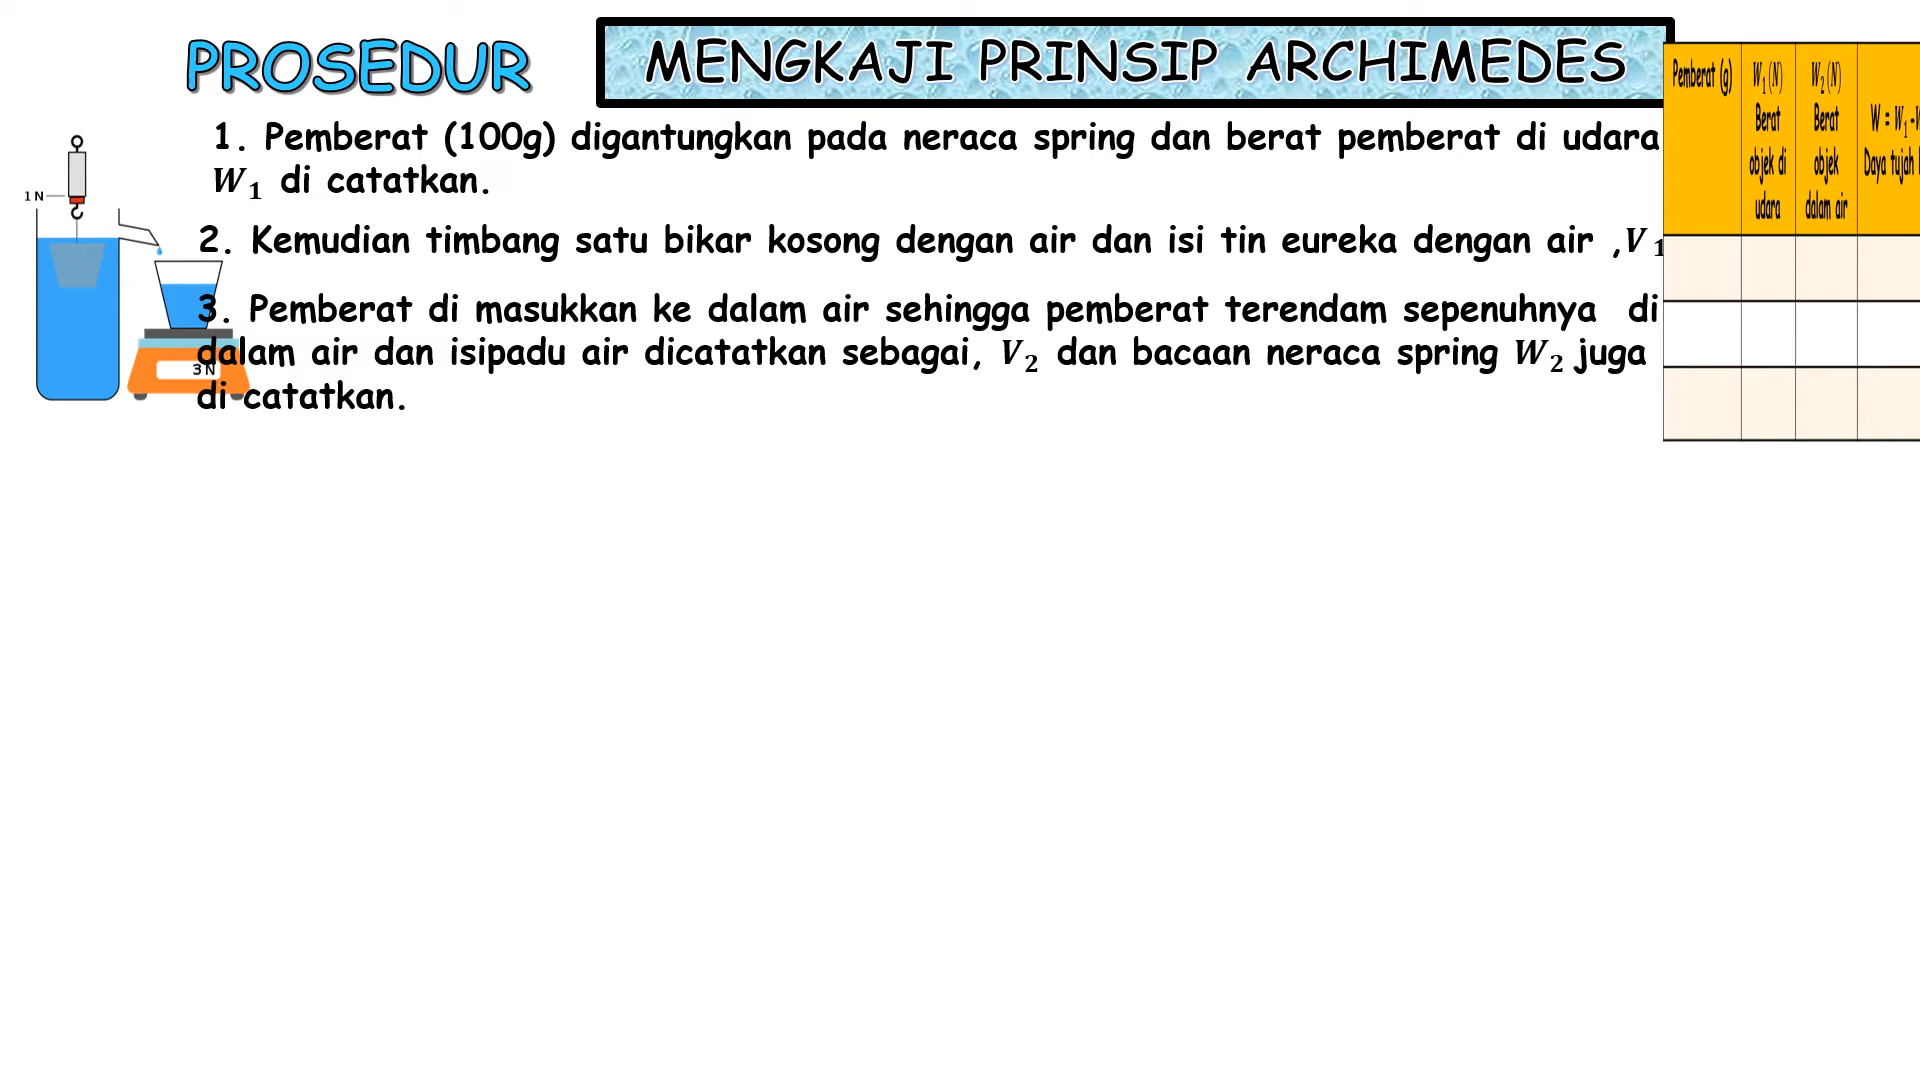 PROSEDUR
MENGKAJI PRINSIP ARCHIMEDES
1. Pemberat (100g) digantungkan pada neraca spring dan berat pemberat di udara
W₁ di catatkan.
2. Kemudian timbang satu bikar kosong dengan air dan isi tin eureka dengan air ,V₁
3. Pemberat di masukkan ke dalam air sehingga pemberat terendam sepenuhnya di
dalam air dan isipadu air dicatatkan sebagai, V₂ dan bacaan neraca spring W₂ juga
di catatkan.
1 N
3 N
Pemberat (g)
W₁ (N)
Berat
objek di
udara
W₂ (N)
Berat
objek
dalam air
W = W₁ -
Daya tujah